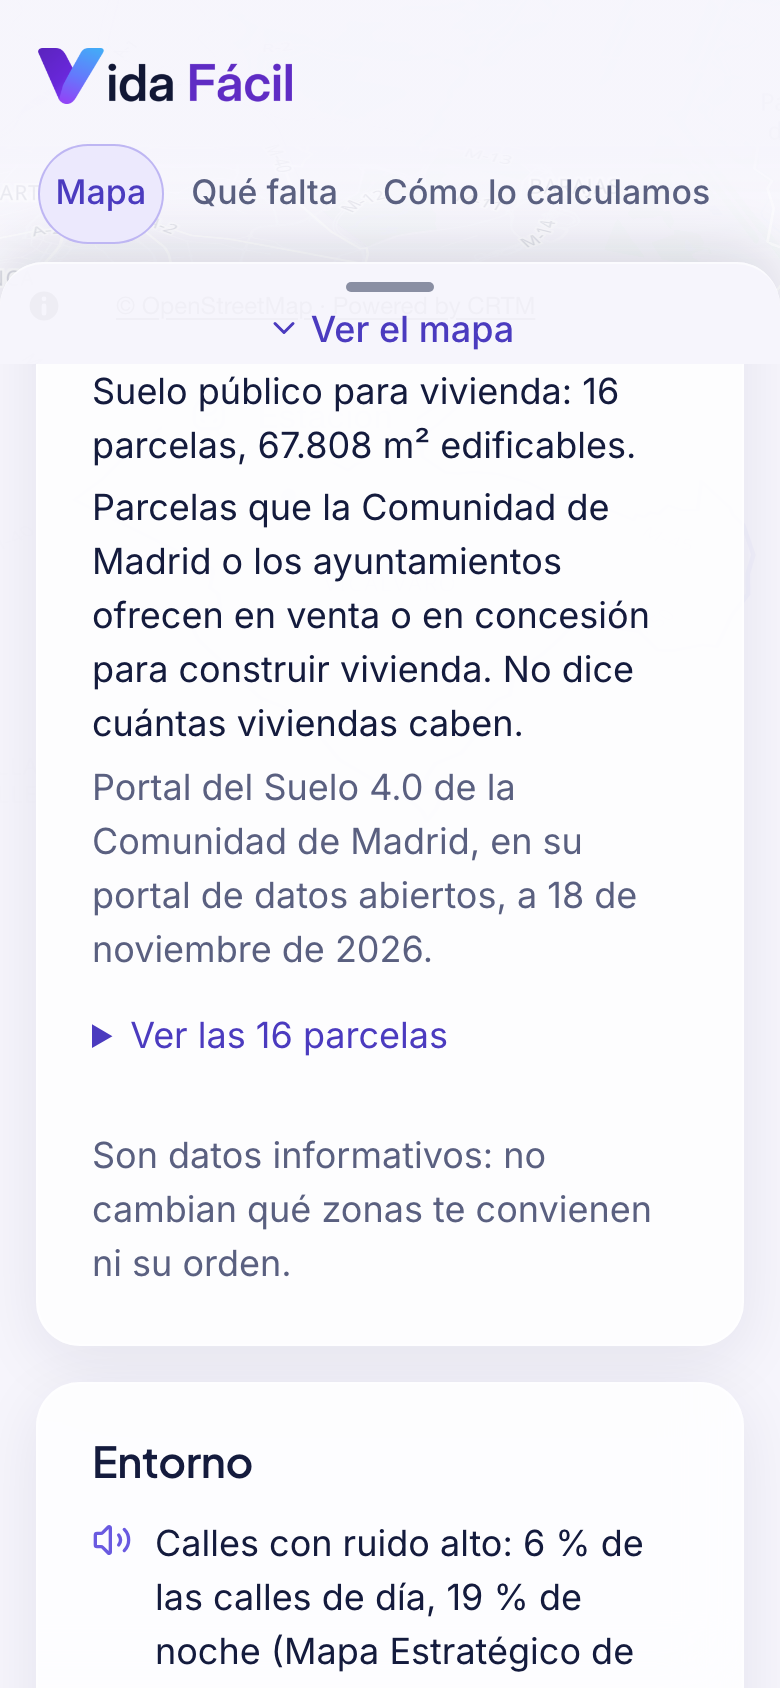 Vida Fácil
Mapa
Qué falta
Cómo lo calculamos
© OpenStreetMap · Powered by CRTM
Ver el mapa
Suelo público para vivienda: 16
parcelas, 67.808 m² edificables.
Parcelas que la Comunidad de
Madrid o los ayuntamientos
ofrecen en venta o en concesión
para construir vivienda. No dice
cuántas viviendas caben.
Portal del Suelo 4.0 de la
Comunidad de Madrid, en su
portal de datos abiertos, a 18 de
noviembre de 2026.
Ver las 16 parcelas
Son datos informativos: no
cambian qué zonas te convienen
ni su orden.
Entorno
Calles con ruido alto: 6 % de
las calles de día, 19 % de
noche (Mapa Estratégico de